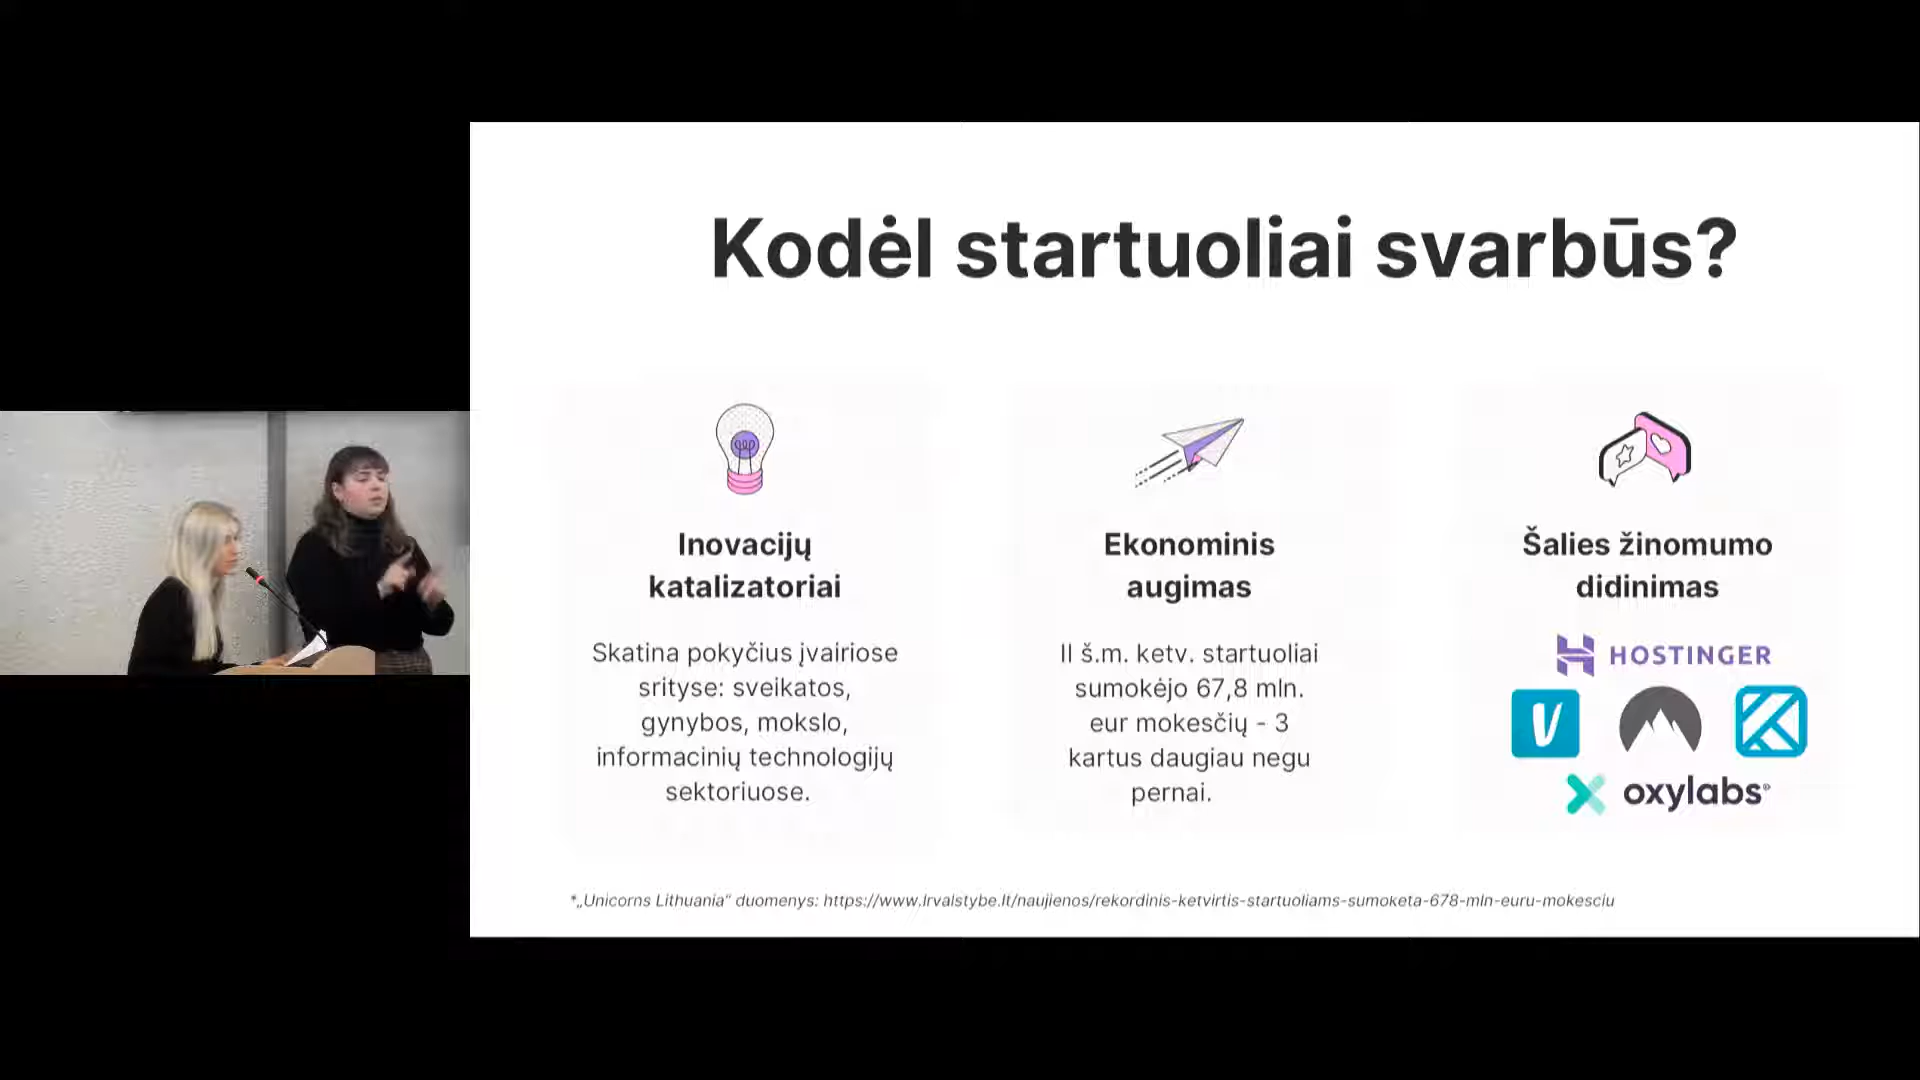 Kodėl startuoliai svarbūs?
Inovacijų
katalizatoriai
Skatina pokyčius įvairiose
srityse: sveikatos,
gynybos, mokslo,
informacinių technologijų
sektoriuose.
Ekonominis
augimas
II š.m. ketv. startuoliai
sumokėjo 67,8 mln.
eur mokesčių - 3
kartus daugiau negu
pernai.
Šalies žinomumo
didinimas
HOSTINGER
V
oxylabs®
*„Unicorns Lithuania“ duomenys: https://www.lrvalstybe.lt/naujienos/rekordinis-ketvirtis-startuoliams-sumoketa-678-mln-euru-mokesciu